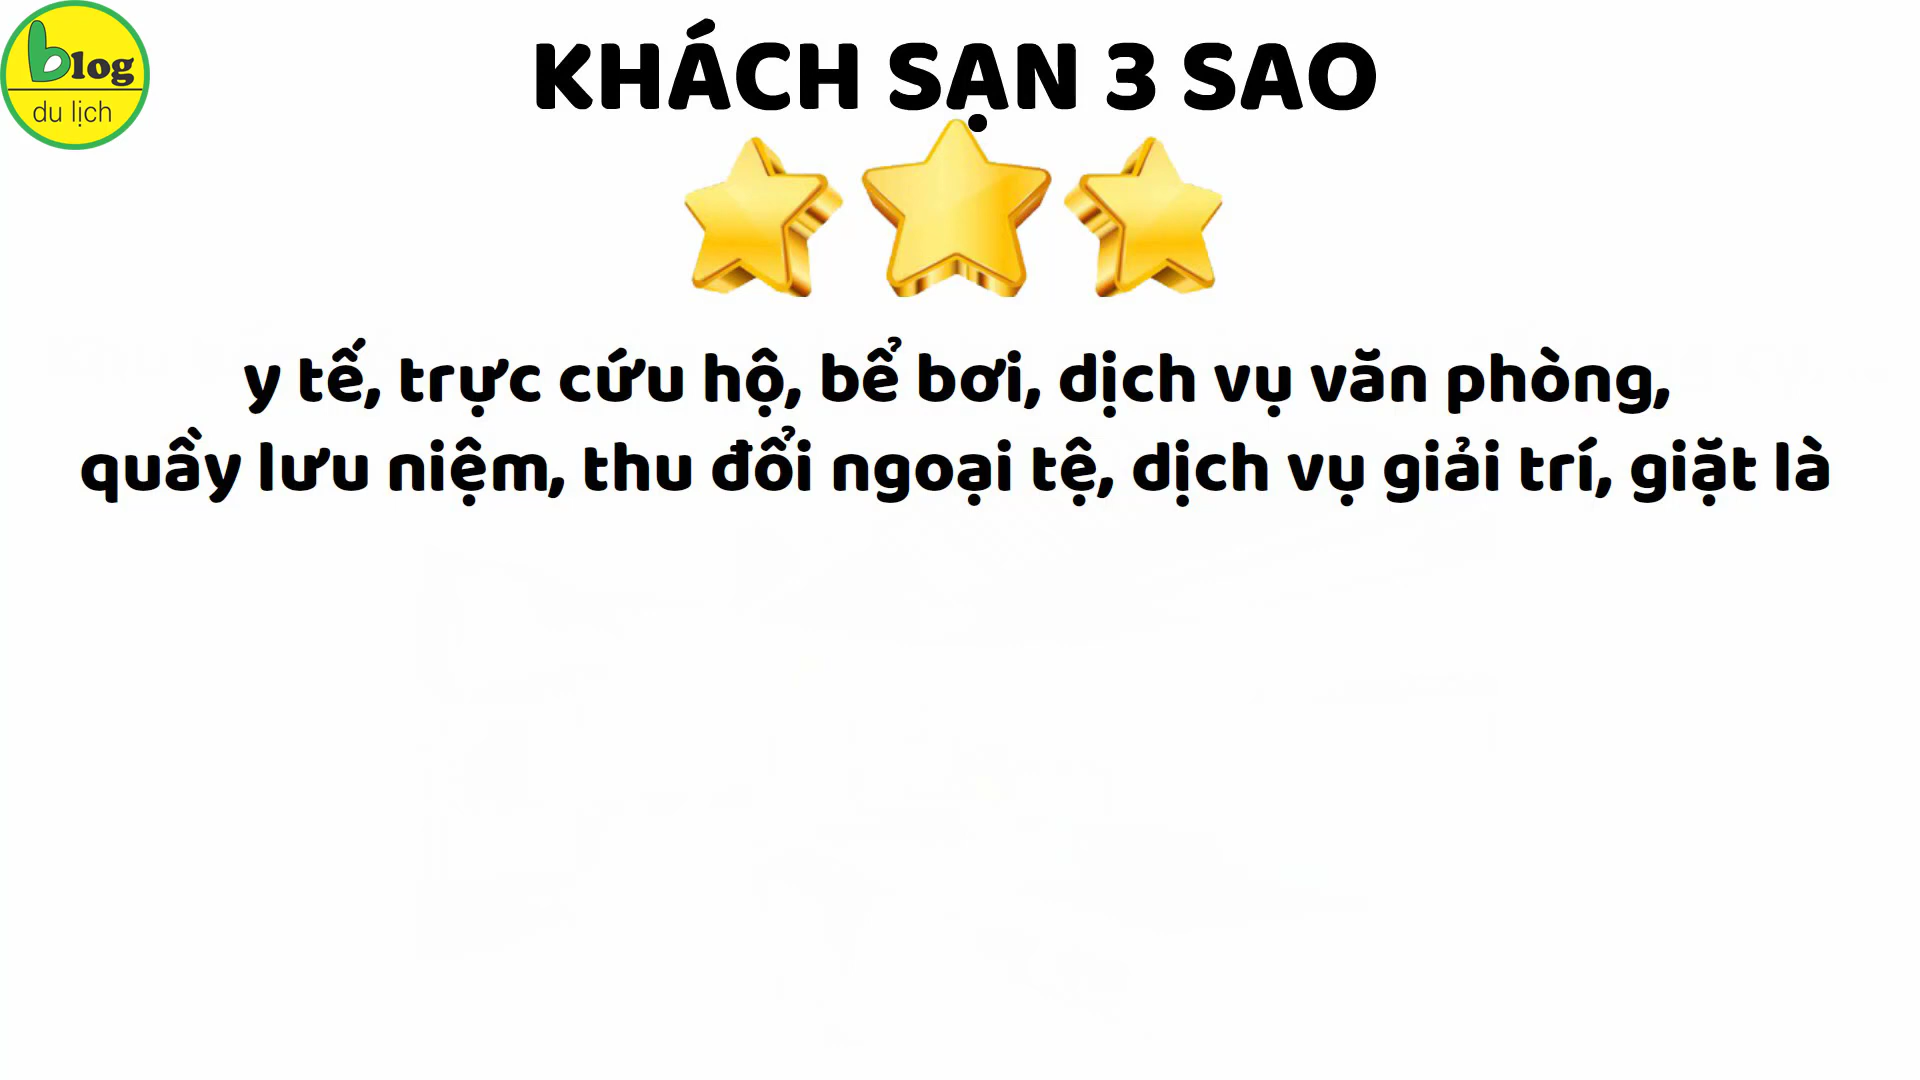 blog
du lịch
KHÁCH SẠN 3 SAO
y tế, trực cứu hộ, bể bơi, dịch vụ văn phòng,
quầy lưu niệm, thu đổi ngoại tệ, dịch vụ giải trí, giặt là